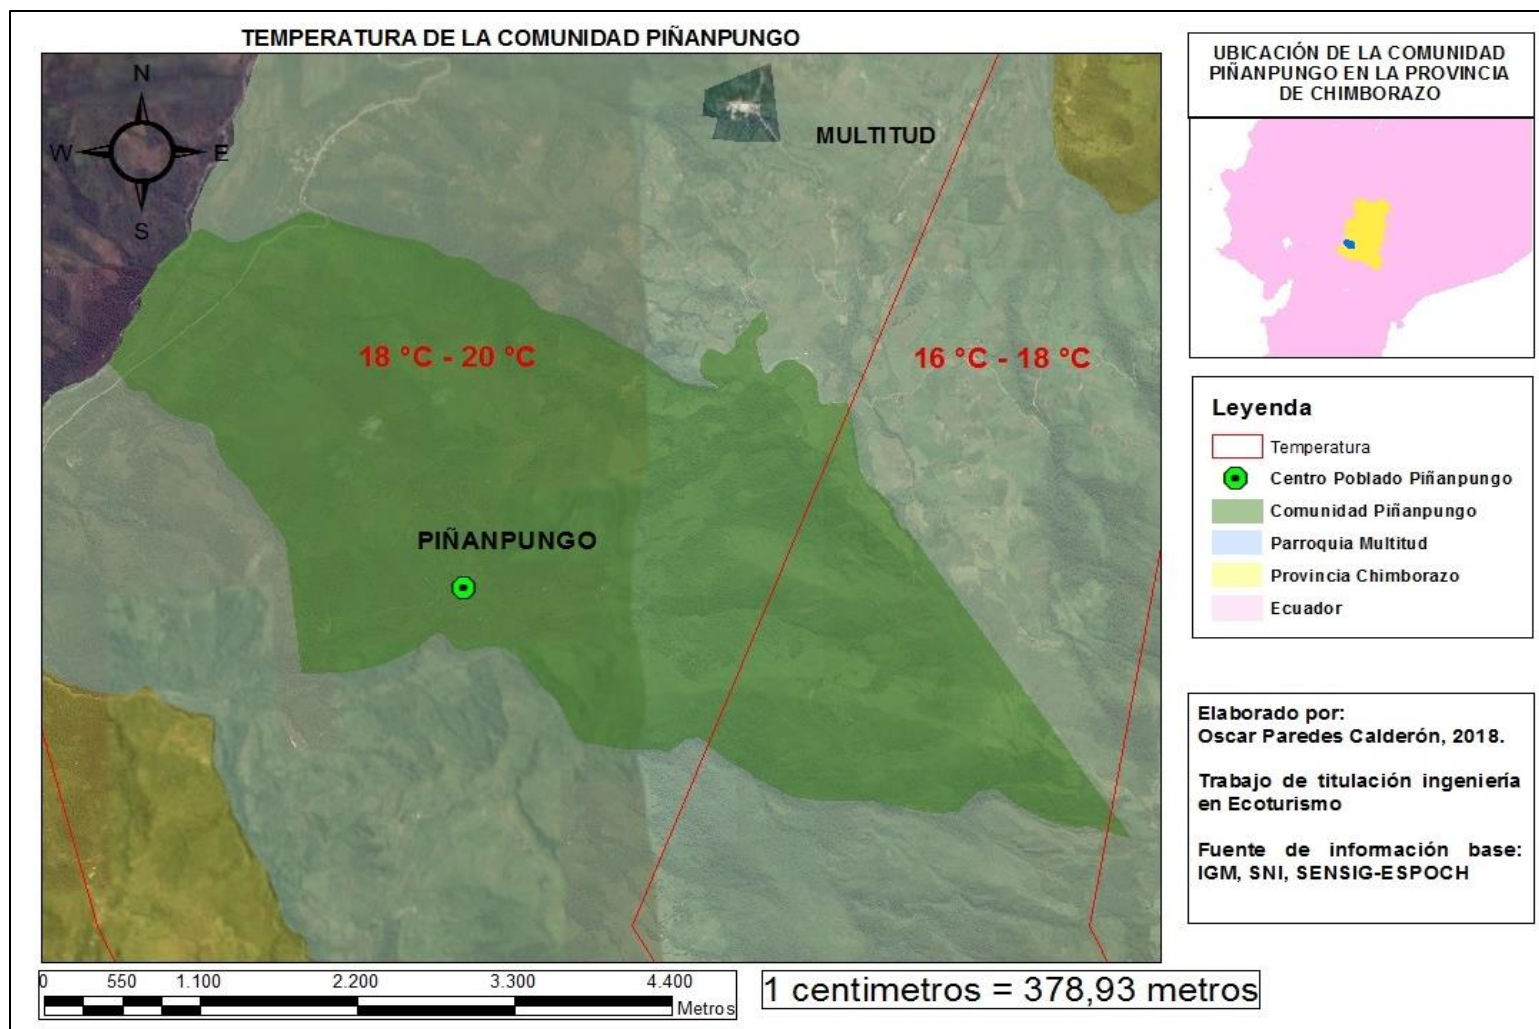 TEMPERATURA DE LA COMUNIDAD PIÑANPUNGO
N
W
E
S
MULTITUD
18 °C - 20 °C
16 °C - 18 °C
PIÑANPUNGO
0 550 1.100 2.200 3.300 4.400
Metros
1 centimetros = 378,93 metros
UBICACIÓN DE LA COMUNIDAD
PIÑANPUNGO EN LA PROVINCIA
DE CHIMBORAZO
Leyenda
Temperatura
Centro Poblado Piñanpungo
Comunidad Piñanpungo
Parroquia Multitud
Provincia Chimborazo
Ecuador
Elaborado por:
Oscar Paredes Calderón, 2018.
Trabajo de titulación ingeniería
en Ecoturismo
Fuente de información base:
IGM, SNI, SENSIG-ESPOCH